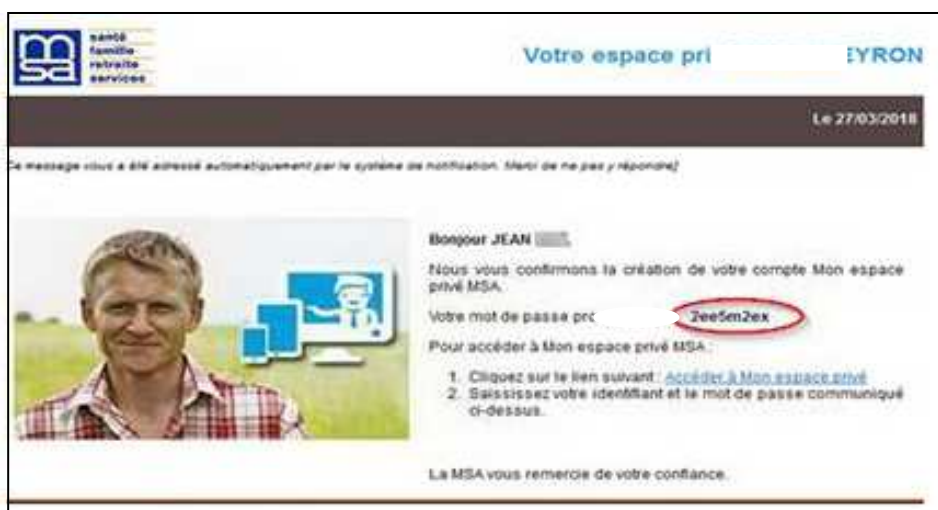 msa
santé
famille
retraite
services
Votre espace pri EYRON
Le 27/03/2018
Ce message vous a été adressé automatiquement par le système de notification. Merci de ne pas y répondre]
Bonjour JEAN
Nous vous confirmons la création de votre compte Mon espace
privé MSA.
Votre mot de passe pro 2ee5m2ex
Pour accéder à Mon espace privé MSA :
1. Cliquez sur le lien suivant : Accéder à Mon espace privé
2. Saississez votre identifiant et le mot de passe communiqué
ci-dessus.
La MSA vous remercie de votre confiance.